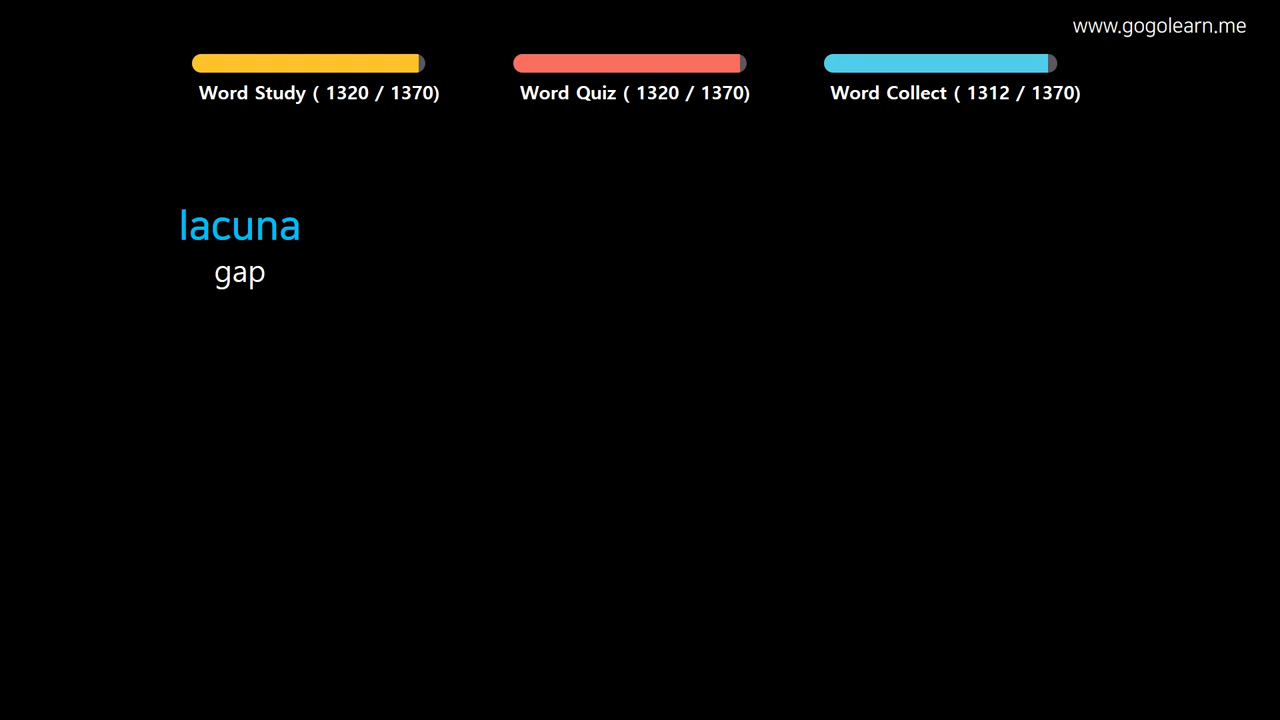 www.gogolearn.me
Word Study ( 1320 / 1370)
Word Quiz ( 1320 / 1370)
Word Collect ( 1312 / 1370)
lacuna
gap